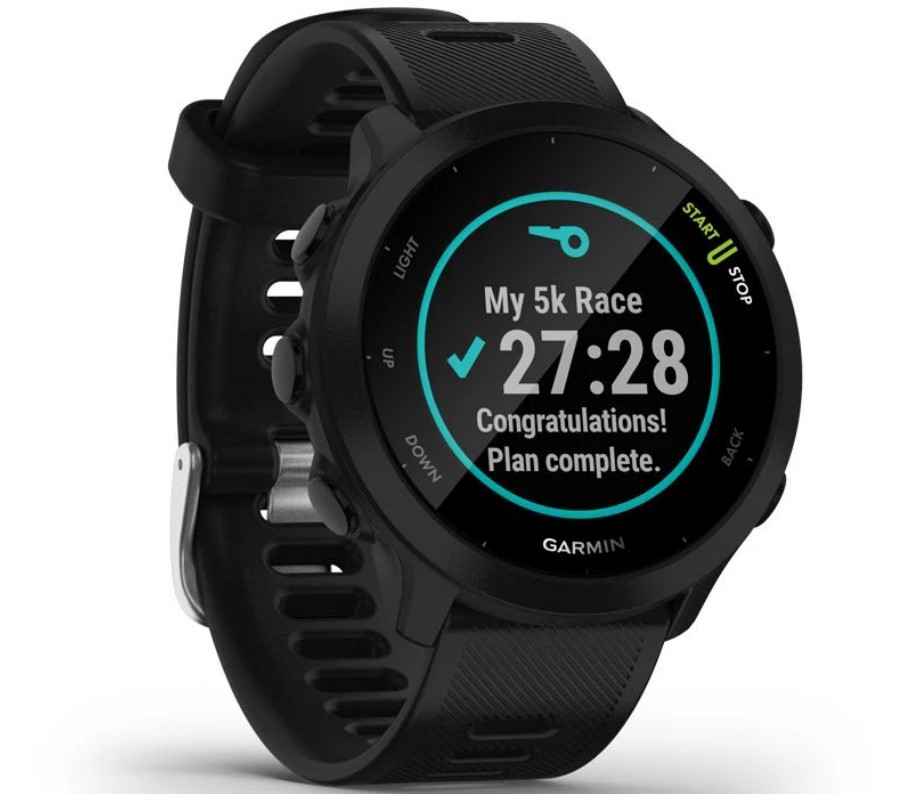 START
STOP
LIGHT
UP
DOWN
BACK
My 5k Race
27:28
Congratulations!
Plan complete.
GARMIN